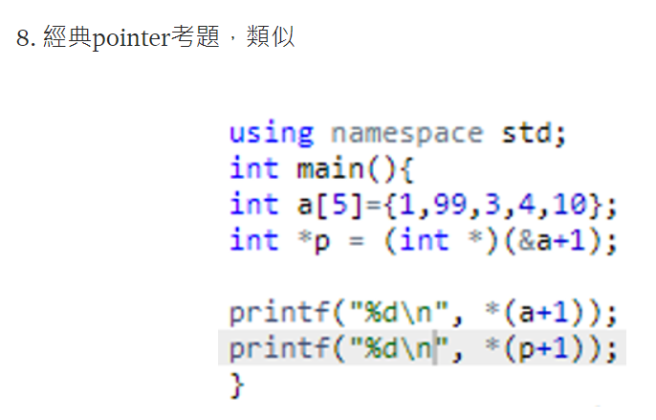 8. 經典pointer考題，類似
using namespace std;
int main(){
int a[5]={1,99,3,4,10};
int *p = (int *)(&a+1);
printf("%d\n", *(a+1));
printf("%d\n", *(p+1));
}